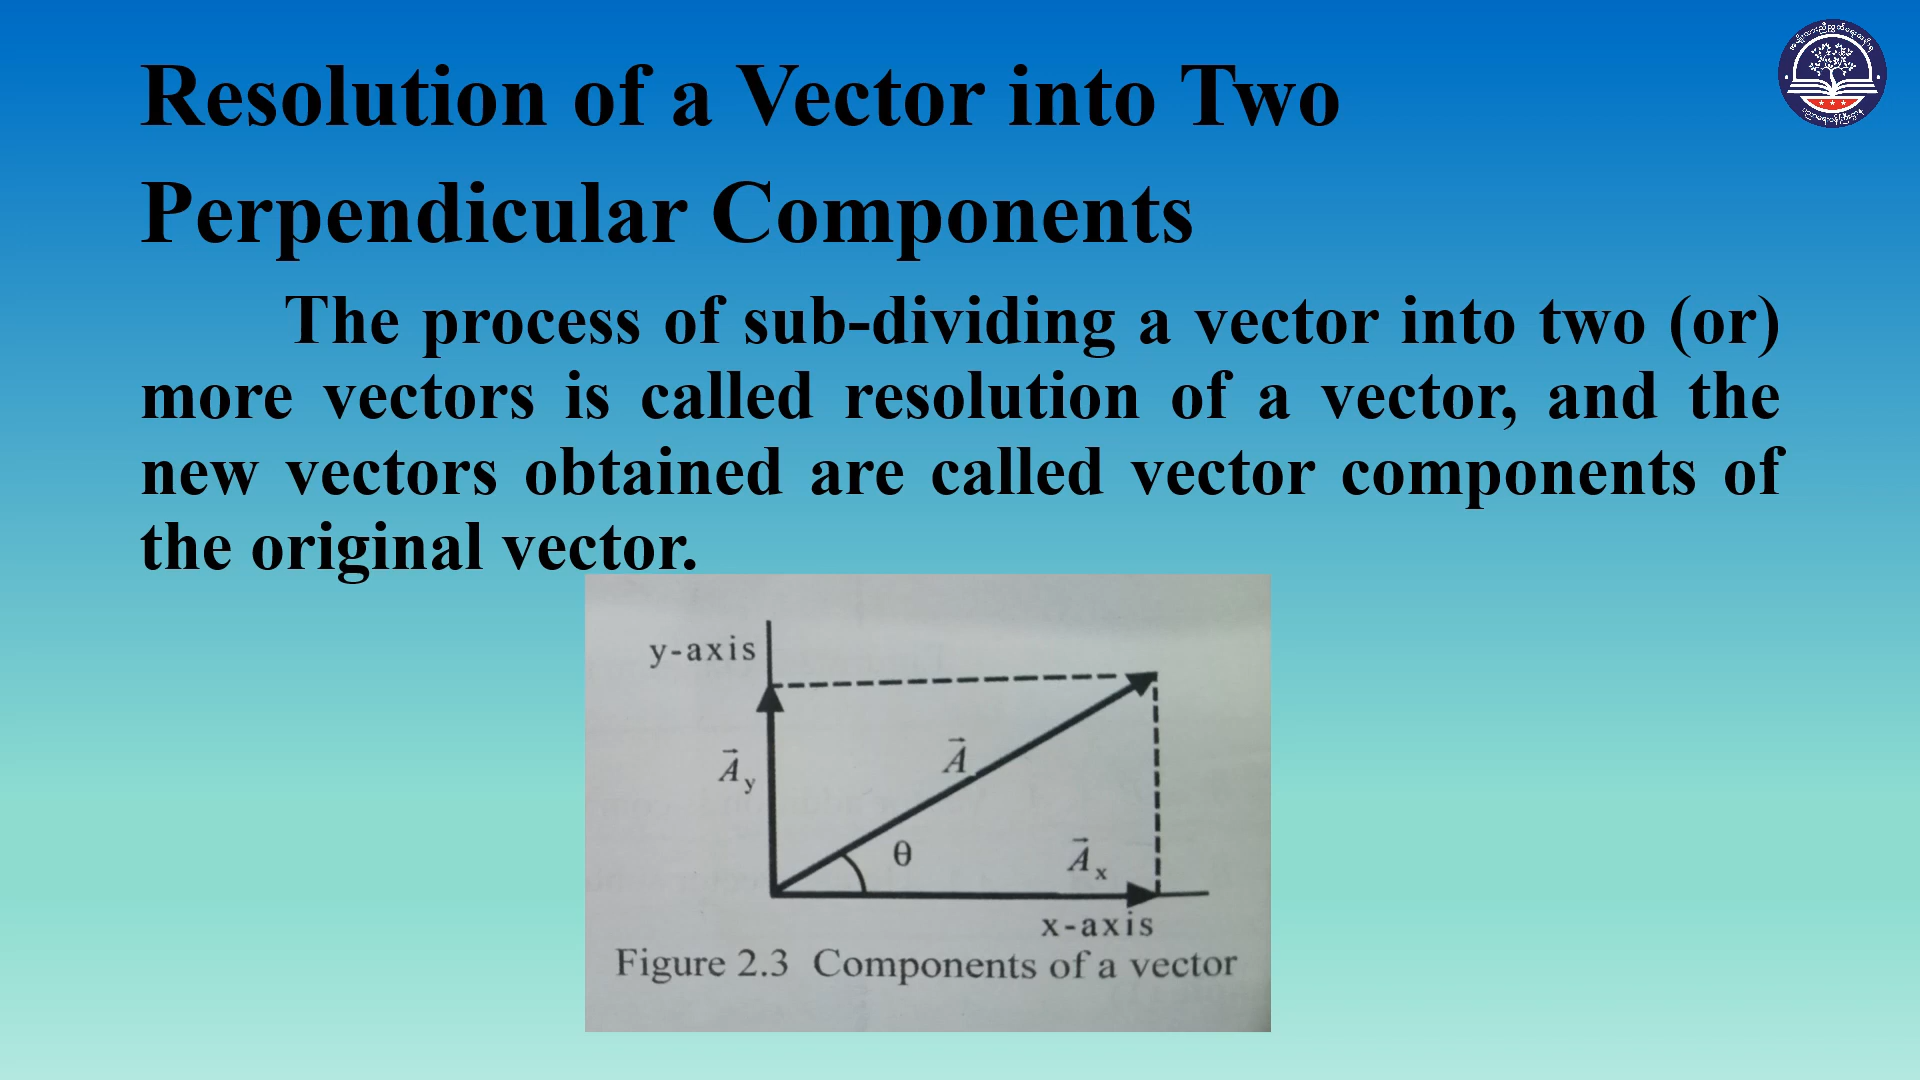 Resolution of a Vector into Two
Perpendicular Components
The process of sub-dividing a vector into two (or)
more vectors is called resolution of a vector, and the
new vectors obtained are called vector components of
the original vector.
y-axis
A⃗
A⃗y
θ
A⃗x
x-axis
Figure 2.3 Components of a vector